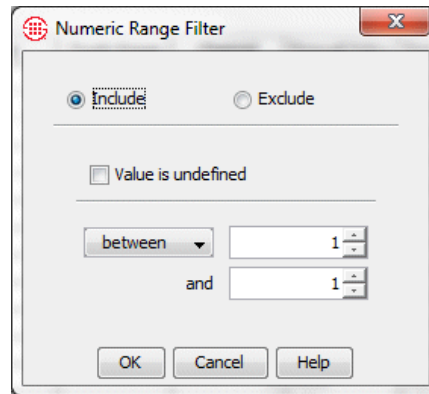 Numeric Range Filter
Include Exclude
Value is undefined
between 1
and 1
OK Cancel Help